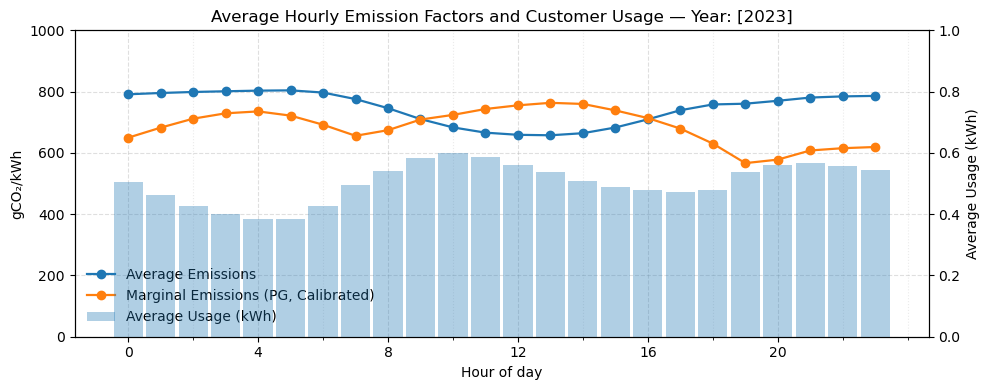 Average Hourly Emission Factors and Customer Usage — Year: [2023]
gCO₂/kWh
1000
800
600
400
200
0
Average Emissions
Marginal Emissions (PG, Calibrated)
Average Usage (kWh)
1.0
0.8
0.6
0.4
0.2
0.0
Average Usage (kWh)
0 4 8 12 16 20
Hour of day